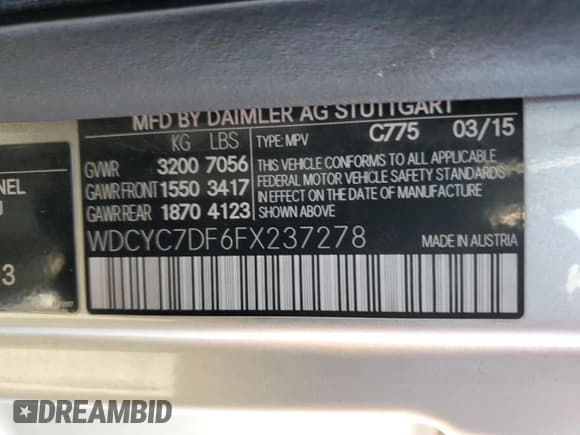 MFD BY DAIMLER AG STUTTGART
KG LBS TYPE: MPV C775 03/15
GVWR 3200 7056 THIS VEHICLE CONFORMS TO ALL APPLICABLE
GAWR FRONT 1550 3417 FEDERAL MOTOR VEHICLE SAFETY STANDARDS
IN EFFECT ON THE DATE OF MANUFACTURE
GAWR REAR 1870 4123 SHOWN ABOVE
WDCYC7DF6FX237278 MADE IN AUSTRIA
NEL
3
DREAMBID